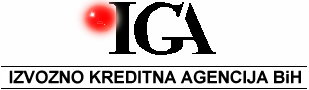 IGA
IZVOZNO KREDITNA AGENCIJA BiH